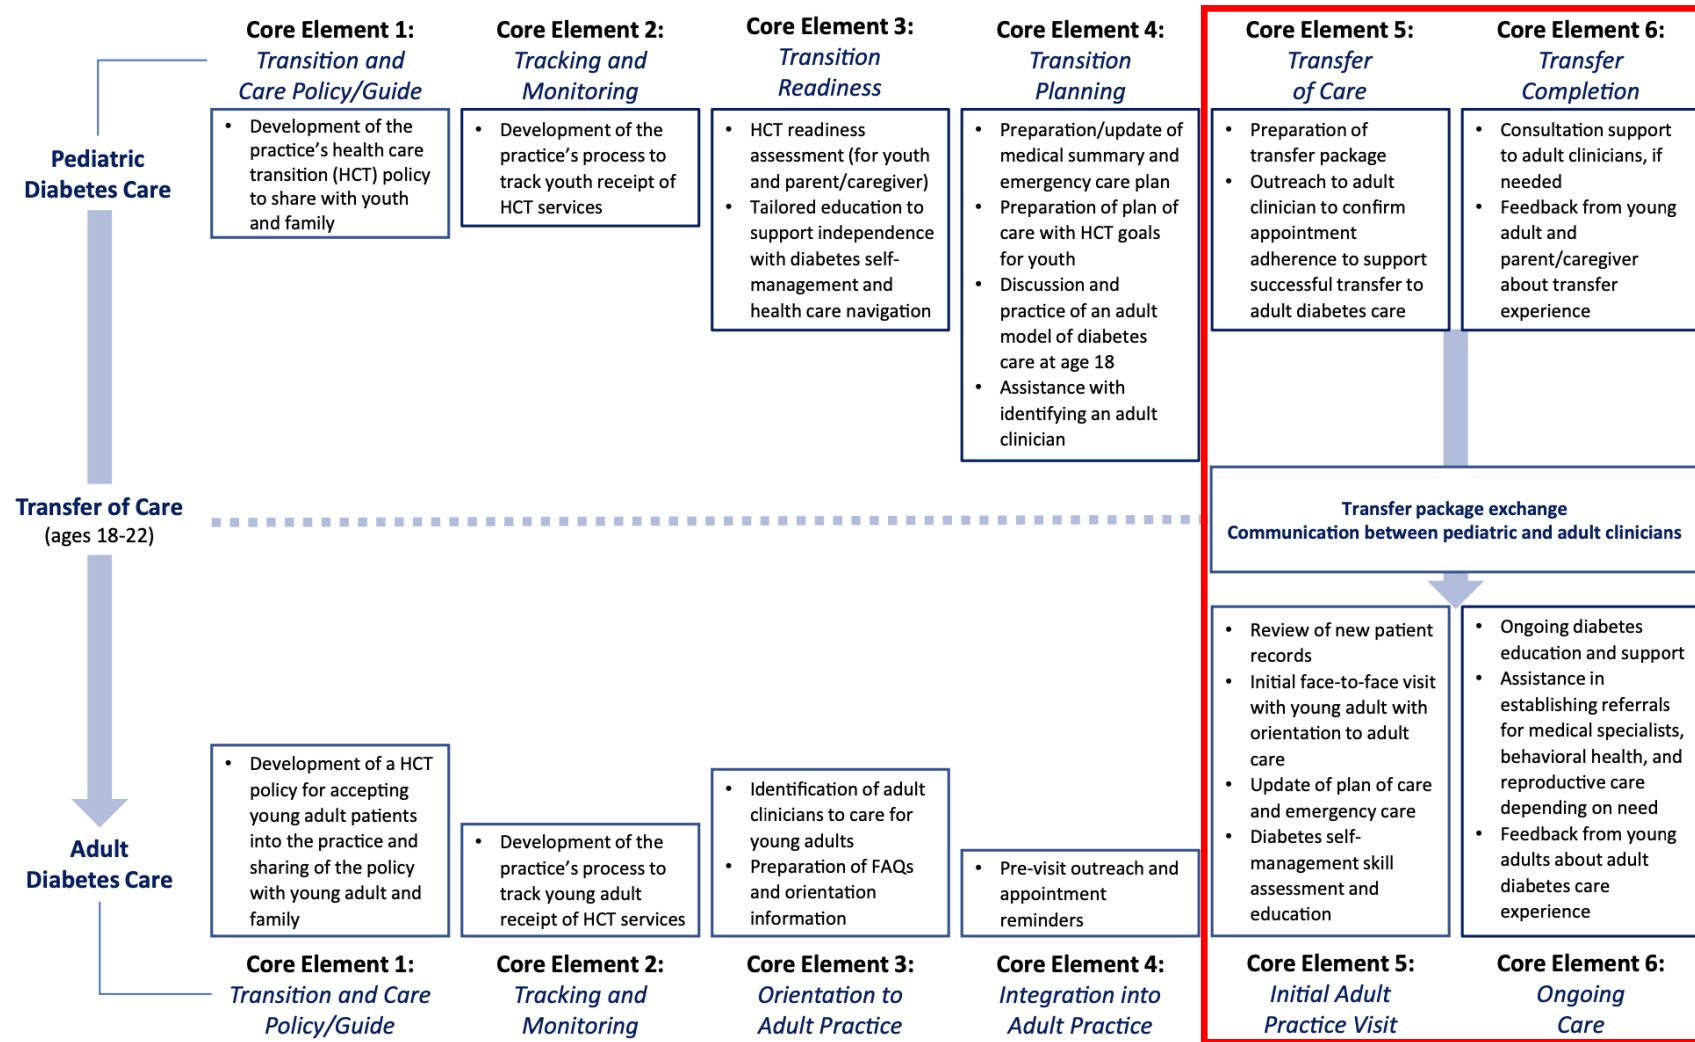 Core Element 1:
Transition and
Care Policy/Guide
• Development of the
practice's health care
transition (HCT) policy
to share with youth
and family
Core Element 2:
Tracking and
Monitoring
• Development of the
practice's process to
track youth receipt of
HCT services
Core Element 3:
Transition
Readiness
• HCT readiness
assessment (for youth
and parent/caregiver)
• Tailored education to
support independence
with diabetes self-
management and
health care navigation
Core Element 4:
Transition
Planning
• Preparation/update of
medical summary and
emergency care plan
• Preparation of plan of
care with HCT goals
for youth
• Discussion and
practice of an adult
model of diabetes
care at age 18
• Assistance with
identifying an adult
clinician
Core Element 5:
Transfer
of Care
• Preparation of
transfer package
• Outreach to adult
clinician to confirm
appointment
adherence to support
successful transfer to
adult diabetes care
Core Element 6:
Transfer
Completion
• Consultation support
to adult clinicians, if
needed
• Feedback from young
adult and
parent/caregiver
about transfer
experience
Pediatric
Diabetes Care
Transfer of Care
(ages 18-22)
Transfer package exchange
Communication between pediatric and adult clinicians
Adult
Diabetes Care
• Development of a HCT
policy for accepting
young adult patients
into the practice and
sharing of the policy
with young adult and
family
Core Element 1:
Transition and Care
Policy/Guide
• Development of the
practice's process to
track young adult
receipt of HCT services
Core Element 2:
Tracking and
Monitoring
• Identification of adult
clinicians to care for
young adults
• Preparation of FAQs
and orientation
information
Core Element 3:
Orientation to
Adult Practice
• Pre-visit outreach and
appointment
reminders
Core Element 4:
Integration into
Adult Practice
• Review of new patient
records
• Initial face-to-face visit
with young adult with
orientation to adult
care
• Update of plan of care
and emergency care
• Diabetes self-
management skill
assessment and
education
Core Element 5:
Initial Adult
Practice Visit
• Ongoing diabetes
education and support
• Assistance in
establishing referrals
for medical specialists,
behavioral health, and
reproductive care
depending on need
• Feedback from young
adults about adult
diabetes care
experience
Core Element 6:
Ongoing
Care